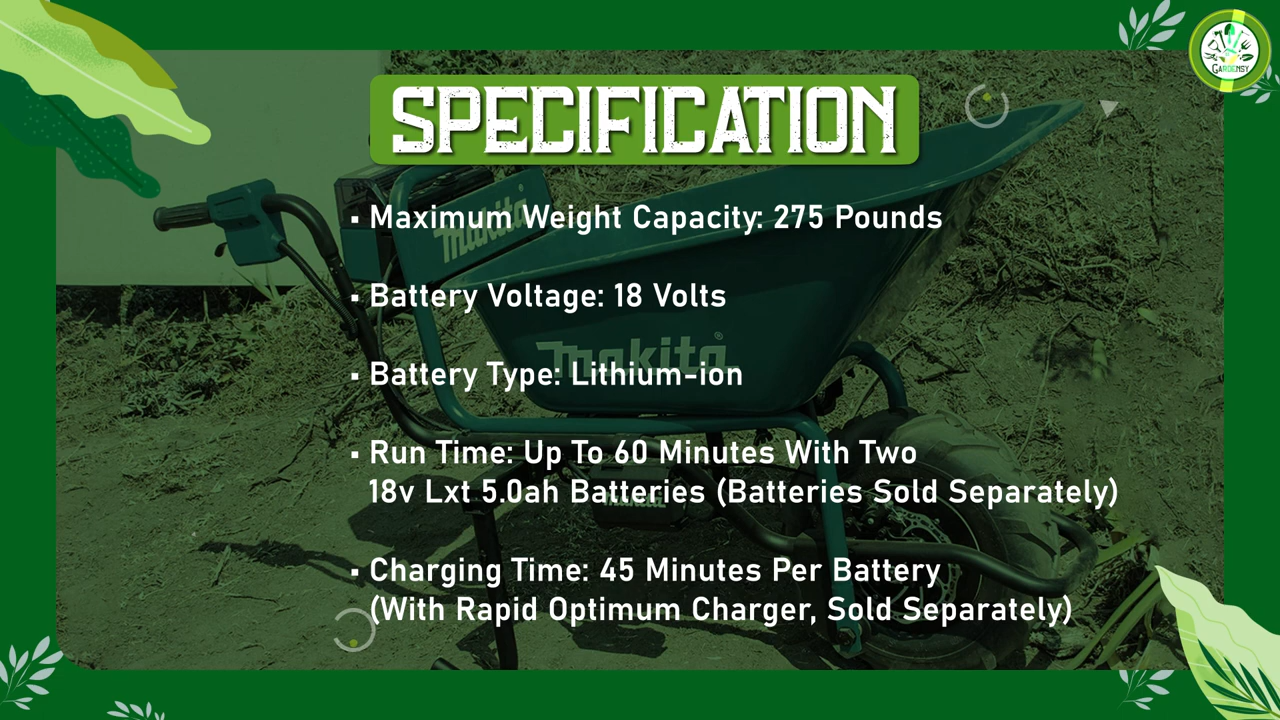 GARDENSY
SPECIFICATION
▪ Maximum Weight Capacity: 275 Pounds
makita
▪ Battery Voltage: 18 Volts
makita®
▪ Battery Type: Lithium-ion
▪ Run Time: Up To 60 Minutes With Two
18v Lxt 5.0ah Batteries (Batteries Sold Separately)
makita
▪ Charging Time: 45 Minutes Per Battery
(With Rapid Optimum Charger, Sold Separately)